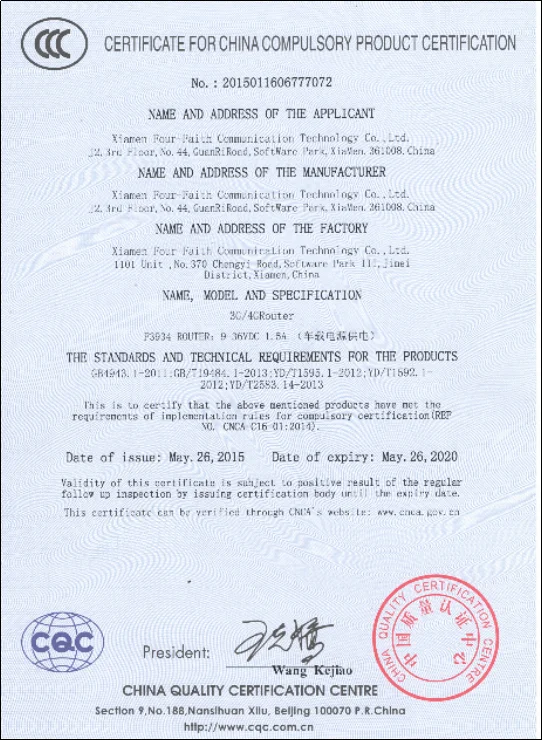 CCC
CERTIFICATE FOR CHINA COMPULSORY PRODUCT CERTIFICATION
No. : 2015011606777072
NAME AND ADDRESS OF THE APPLICANT
Xiamen Four-Faith Communication Technology Co., Ltd.
J2, 3rd Floor, No. 44, GuanRiRoad, SoftWare Park, XiaMen. 361008, China
NAME AND ADDRESS OF THE MANUFACTURER
Xiamen Four-Faith Communication Technology Co., Ltd.
J2, 3rd Floor, No. 44, GuanRiRoad, SoftWare Park, XiaMen. 361008, China
NAME AND ADDRESS OF THE FACTORY
Xiamen Four-Faith Communication Technology Co., Ltd.
1101 Unit , No. 370 Chengyi Road, Software Park III, Jimei
District, Xiamen, China
NAME, MODEL AND SPECIFICATION
3G/4GRouter
F3934 ROUTER: 9-36VDC 1.5A (车载电源供电)
THE STANDARDS AND TECHNICAL REQUIREMENTS FOR THE PRODUCTS
GB4943.1-2011;GB/T19484.1-2013;YD/T1595.1-2012;YD/T1592.1-
2012;YD/T2583.14-2013
This is to certify that the above mentioned products have met the
requirements of implementation rules for compulsory certification(REF
NO. CNCA-C16-01:2014).
Date of issue: May. 26, 2015 Date of expiry: May. 26, 2020
Validity of this certificate is subject to positive result of the regular
follow up inspection by issuing certification body until the expiry date.
This certificate can be verified through CNCA's website: www.cnca.gov.cn
CQC
President:
Wang Kejiao
CHINA QUALITY CERTIFICATION CENTRE
中国质量认证中心
CHINA QUALITY CERTIFICATION CENTRE
Section 9, No.188, Nansihuan Xilu, Beijing 100070 P.R.China
http://www.cqc.com.cn